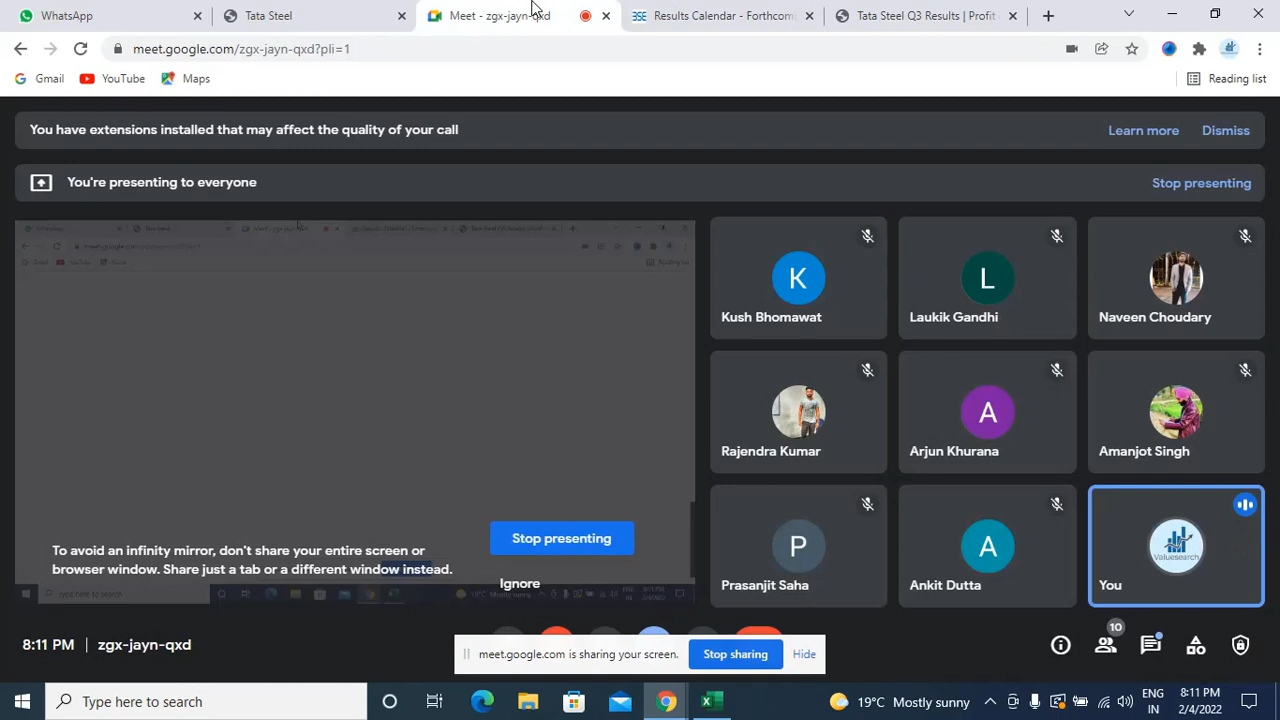 WhatsApp
Tata Steel
Meet - zgx-jayn-qxd
Results Calendar - Forthcom
Tata Steel Q3 Results | Profit
meet.google.com/zgx-jayn-qxd?pli=1
Gmail
YouTube
Maps
Reading list
You have extensions installed that may affect the quality of your call
Learn more
Dismiss
You're presenting to everyone
Stop presenting
K
Kush Bhomawat
L
Laukik Gandhi
Naveen Choudary
Rajendra Kumar
A
Arjun Khurana
Amanjot Singh
To avoid an infinity mirror, don't share your entire screen or
browser window. Share just a tab or a different window instead.
Stop presenting
Ignore
P
Prasanjit Saha
A
Ankit Dutta
Valuesearch
You
8:11 PM | zgx-jayn-qxd
meet.google.com is sharing your screen.
Stop sharing
Hide
10
Type here to search
19°C Mostly sunny
ENG
IN
8:11 PM
2/4/2022